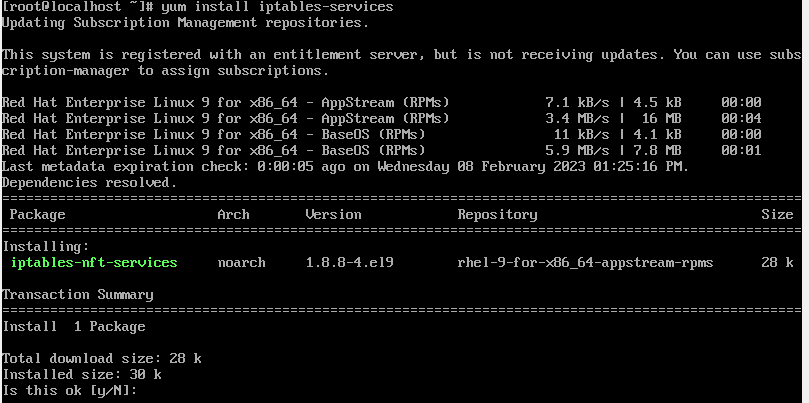 [root@localhost ~]# yum install iptables-services
Updating Subscription Management repositories.
This system is registered with an entitlement server, but is not receiving updates. You can use subs
cription-manager to assign subscriptions.
Red Hat Enterprise Linux 9 for x86_64 - AppStream (RPMs) 7.1 kB/s | 4.5 kB 00:00
Red Hat Enterprise Linux 9 for x86_64 - AppStream (RPMs) 3.4 MB/s | 16 MB 00:04
Red Hat Enterprise Linux 9 for x86_64 - BaseOS (RPMs) 11 kB/s | 4.1 kB 00:00
Red Hat Enterprise Linux 9 for x86_64 - BaseOS (RPMs) 5.9 MB/s | 7.8 MB 00:01
Last metadata expiration check: 0:00:05 ago on Wednesday 08 February 2023 01:25:16 PM.
Dependencies resolved.
====================================================================================================
Package Arch Version Repository Size
====================================================================================================
Installing:
iptables-nft-services noarch 1.8.8-4.el9 rhel-9-for-x86_64-appstream-rpms 28 k
Transaction Summary
====================================================================================================
Install 1 Package
Total download size: 28 k
Installed size: 30 k
Is this ok [y/N]: